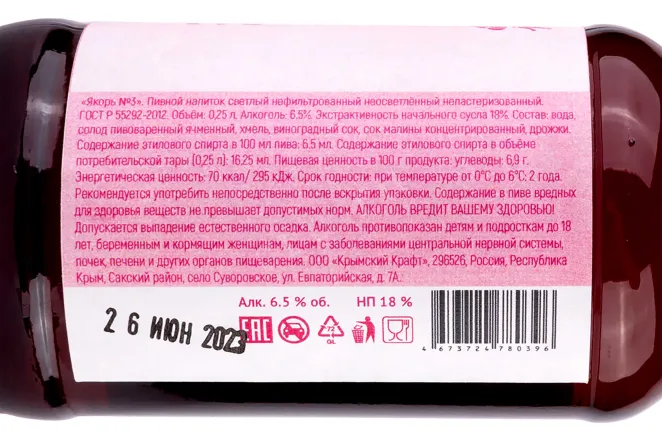 «Якорь №3». Пивной напиток светлый нефильтрованный неосветлённый непастеризованный.
ГОСТ Р 55292-2012. Объём: 0,25 л. Алкоголь: 6.5% Экстрактивность начального сусла 18% Состав: вода,
солод пивоваренный ячменный, хмель, виноградный сок, сок малины концентрированный, дрожжи.
Содержание этилового спирта в 100 мл пива: 6.5 мл. Содержание этилового спирта в объёме
потребительской тары (0,25 л): 16.25 мл. Пищевая ценность в 100 г продукта: углеводы: 6,9 г.
Энергетическая ценность: 70 ккал/ 295 кДж. Срок годности: при температуре от 0°С до 6°С: 2 года.
Рекомендуется употребить непосредственно после вскрытия упаковки. Содержание в пиве вредных
для здоровья веществ не превышает допустимых норм. АЛКОГОЛЬ ВРЕДИТ ВАШЕМУ ЗДОРОВЬЮ!
Допускается выпадение естественного осадка. Алкоголь противопоказан детям и подросткам до 18
лет, беременным и кормящим женщинам, лицам с заболеваниями центральной нервной системы,
почек, печени и других органов пищеварения. ООО «Крымский Крафт», 296526, Россия, Республика
Крым, Сакский район, село Суворовское, ул. Евпаторийская, д. 7А.
Алк. 6.5 % об. НП 18 %
26 ИЮН 2023
EAC
72
GL
4 673724 780396